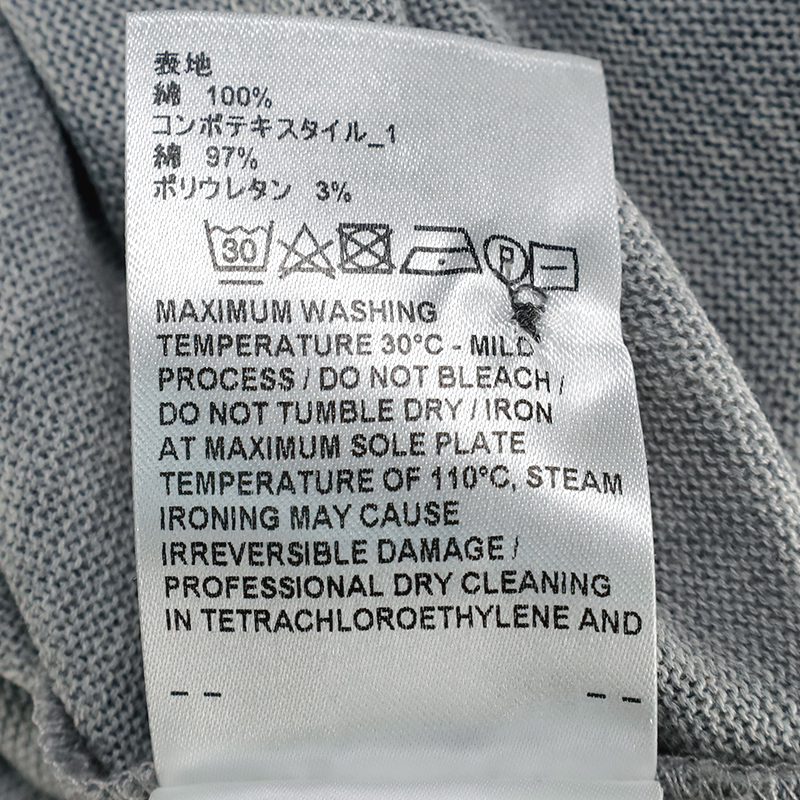 表地
綿 100%
コンポテキスタイル_1
綿 97%
ポリウレタン 3%
30 P
MAXIMUM WASHING
TEMPERATURE 30°C - MILD
PROCESS / DO NOT BLEACH /
DO NOT TUMBLE DRY / IRON
AT MAXIMUM SOLE PLATE
TEMPERATURE OF 110°C, STEAM
IRONING MAY CAUSE
IRREVERSIBLE DAMAGE /
PROFESSIONAL DRY CLEANING
IN TETRACHLOROETHYLENE AND